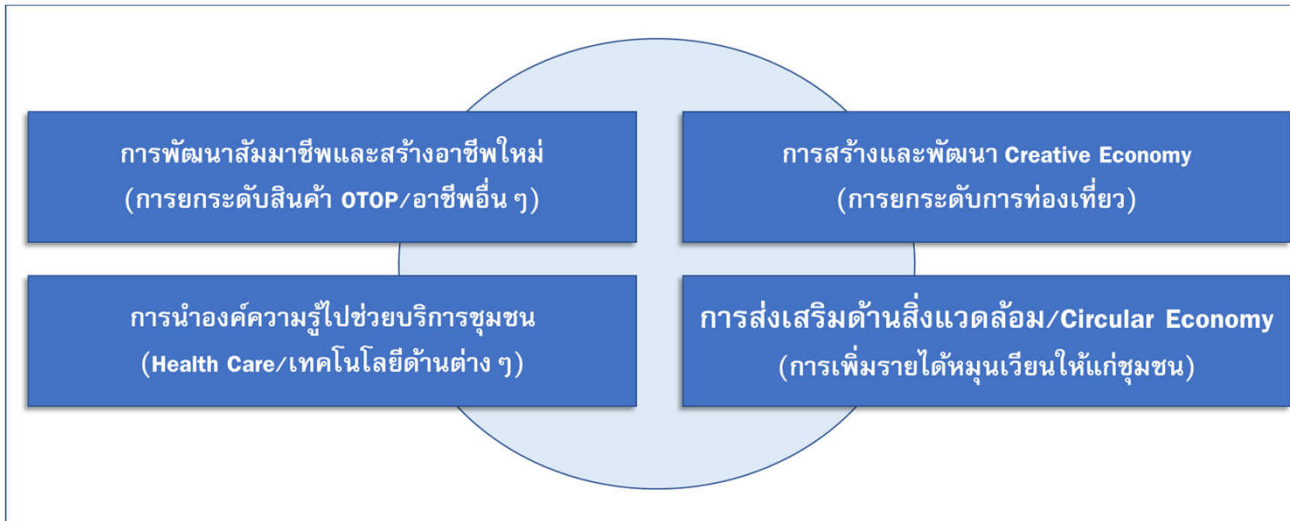 การพัฒนาสัมมาชีพและสร้างอาชีพใหม่
(การยกระดับสินค้า OTOP/อาชีพอื่น ๆ)
การสร้างและพัฒนา Creative Economy
(การยกระดับการท่องเที่ยว)
การนำองค์ความรู้ไปช่วยบริการชุมชน
(Health Care/เทคโนโลยีด้านต่าง ๆ)
การส่งเสริมด้านสิ่งแวดล้อม/Circular Economy
(การเพิ่มรายได้หมุนเวียนให้แก่ชุมชน)